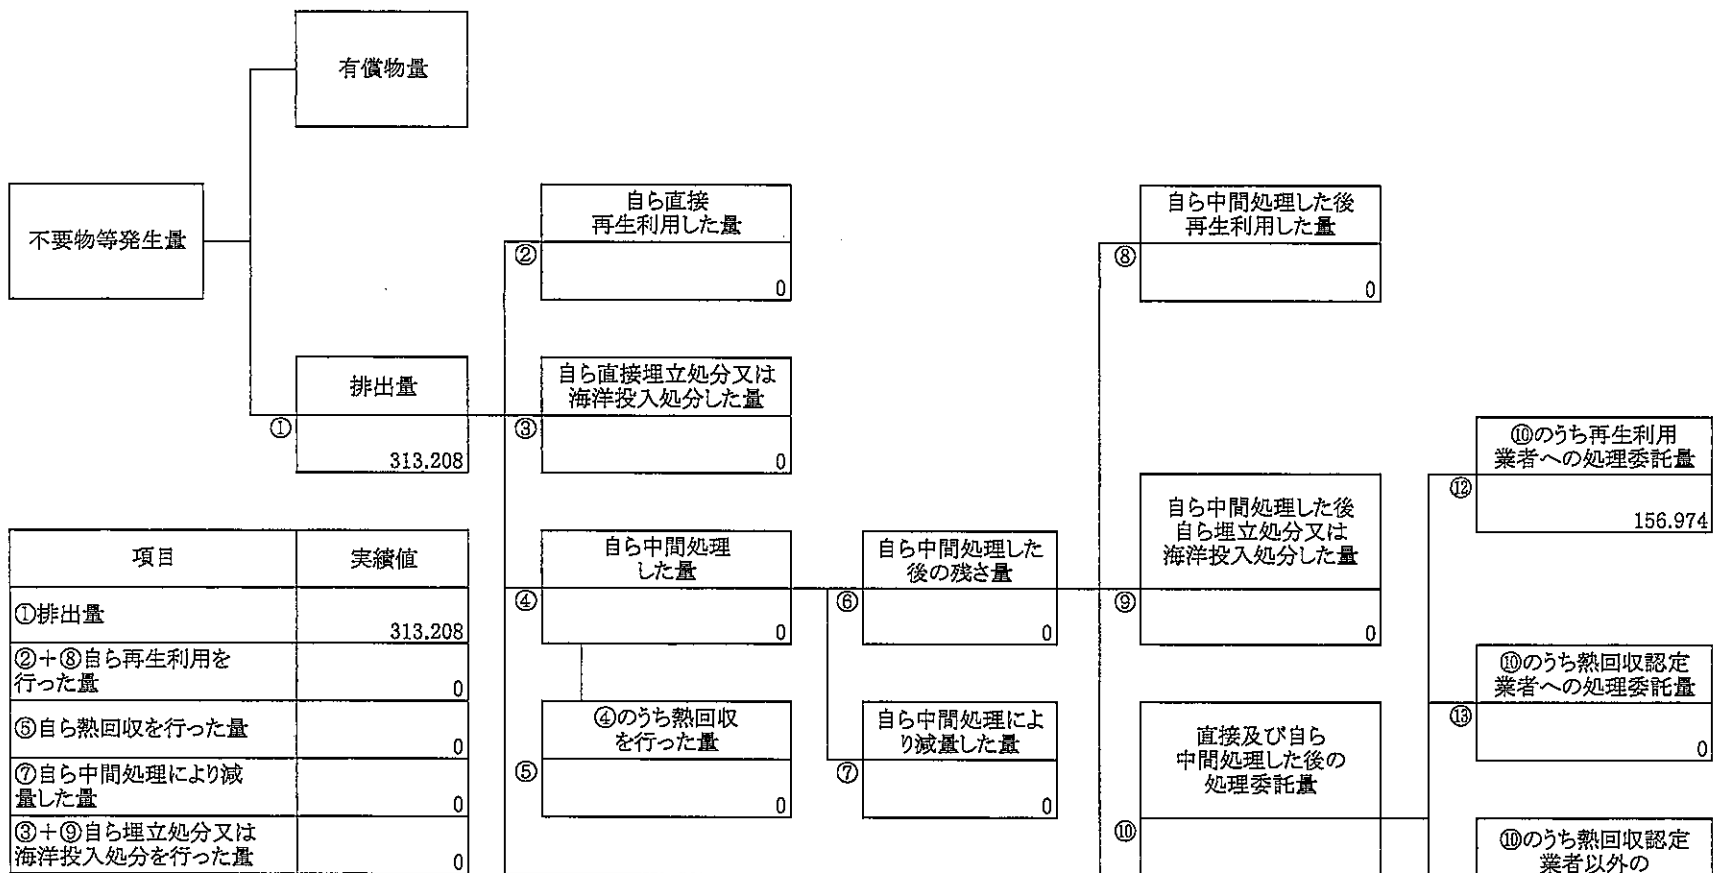 有償物量
不要物等発生量
自ら直接
再生利用した量
②
0
自ら中間処理した後
再生利用した量
⑧
0
排出量
①
313.208
自ら直接埋立処分又は
海洋投入処分した量
③
0
⑩のうち再生利用
業者への処理委託量
⑫
156.974
自ら中間処理した後
自ら埋立処分又は
海洋投入処分した量
⑨
0
自ら中間処理
した量
④
0
自ら中間処理した
後の残さ量
⑥
0
項目
実績値
①排出量
313.208
②＋⑧自ら再生利用を
行った量
0
⑤自ら熱回収を行った量
0
⑦自ら中間処理により減
量した量
0
③＋⑨自ら埋立処分又は
海洋投入処分を行った量
0
④のうち熱回収
を行った量
⑤
0
自ら中間処理によ
り減量した量
⑦
0
直接及び自ら
中間処理した後の
処理委託量
⑩
⑩のうち熱回収認定
業者への処理委託量
⑬
0
⑩のうち熱回収認定
業者以外の